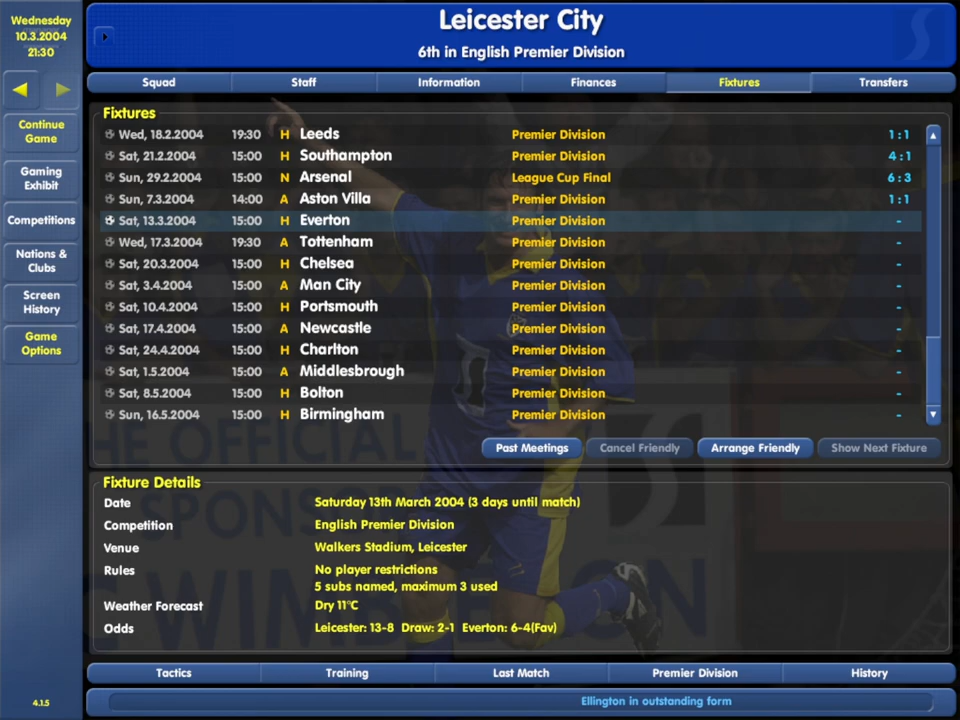 Wednesday
10.3.2004
21:30
Leicester City
6th in English Premier Division
Squad Staff Information Finances Fixtures Transfers
Continue
Game
Gaming
Exhibit
Competitions
Nations &
Clubs
Screen
History
Game
Options
Fixtures
Wed, 18.2.2004 19:30 H Leeds Premier Division 1 : 1
Sat, 21.2.2004 15:00 H Southampton Premier Division 4 : 1
Sun, 29.2.2004 15:00 N Arsenal League Cup Final 6 : 3
Sun, 7.3.2004 14:00 A Aston Villa Premier Division 1 : 1
Sat, 13.3.2004 15:00 H Everton Premier Division -
Wed, 17.3.2004 19:30 A Tottenham Premier Division -
Sat, 20.3.2004 15:00 H Chelsea Premier Division -
Sat, 3.4.2004 15:00 A Man City Premier Division -
Sat, 10.4.2004 15:00 H Portsmouth Premier Division -
Sat, 17.4.2004 15:00 A Newcastle Premier Division -
Sat, 24.4.2004 15:00 H Charlton Premier Division -
Sat, 1.5.2004 15:00 A Middlesbrough Premier Division -
Sat, 8.5.2004 15:00 H Bolton Premier Division -
Sun, 16.5.2004 15:00 H Birmingham Premier Division -
Past Meetings Cancel Friendly Arrange Friendly Show Next Fixture
Fixture Details
Date Saturday 13th March 2004 (3 days until match)
Competition English Premier Division
Venue Walkers Stadium, Leicester
Rules No player restrictions
5 subs named, maximum 3 used
Weather Forecast Dry 11°C
Odds Leicester: 13-8 Draw: 2-1 Everton: 6-4(Fav)
Tactics Training Last Match Premier Division History
4.1.5
Ellington in outstanding form
HE OFFICIAL
SPONSOR
C WIMBLEDON